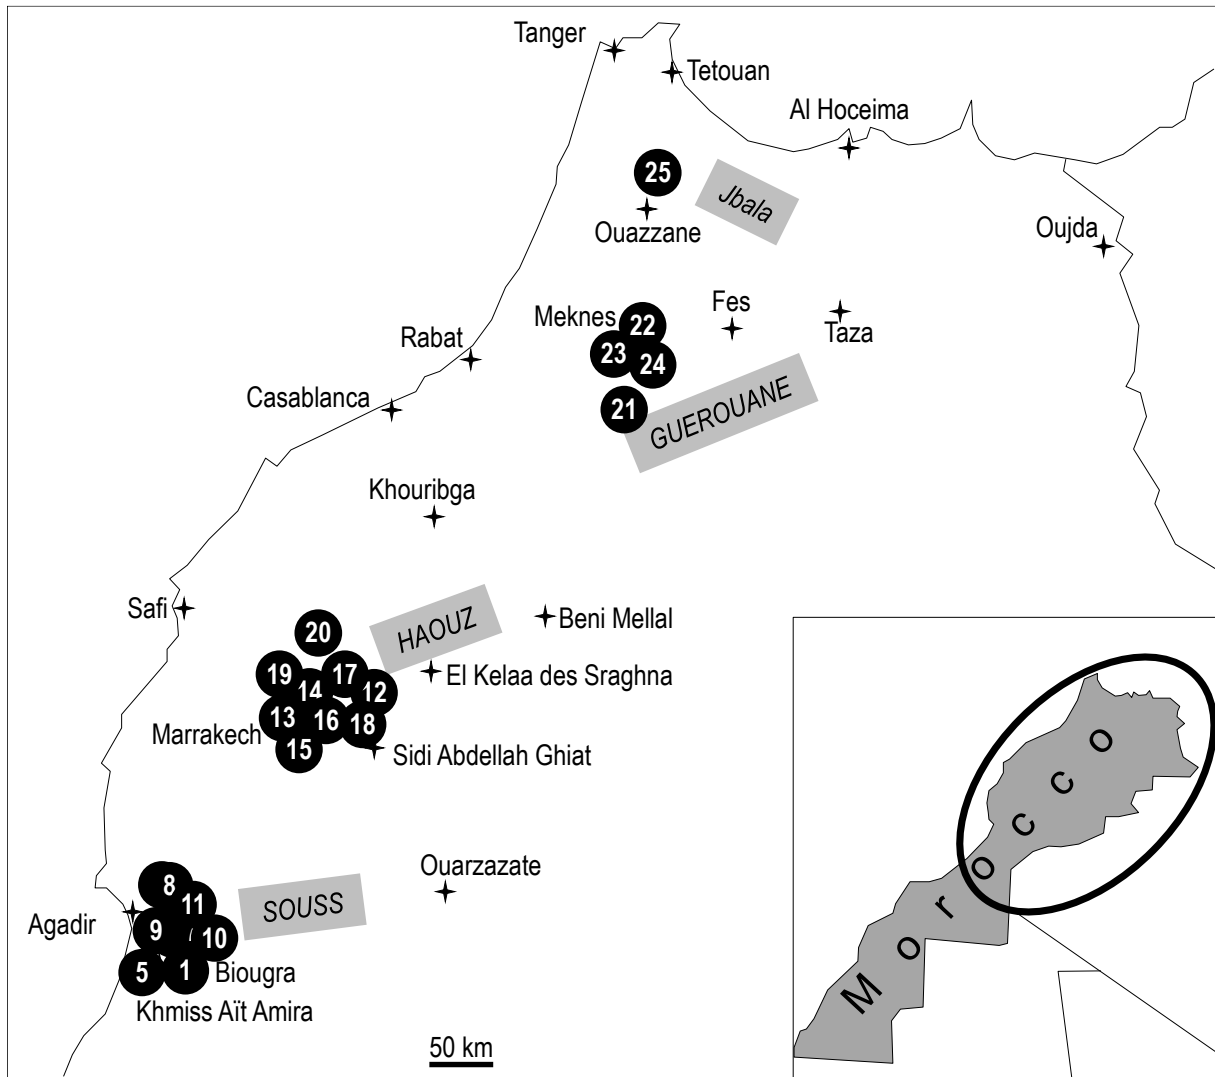 Tanger
Tetouan
Al Hoceima
25
Jbala
Ouazzane
Oujda
Meknes
22
Fes
Taza
23
24
Rabat
21
GUEROUANE
Casablanca
Khouribga
Safi
20
HAOUZ
Beni Mellal
19
17
14
12
El Kelaa des Sraghna
13
16
18
Marrakech
15
Sidi Abdellah Ghiat
Ouarzazate
8
11
SOUSS
Agadir
9
10
5
1
Biougra
Khmiss Aït Amira
50 km
Morocco